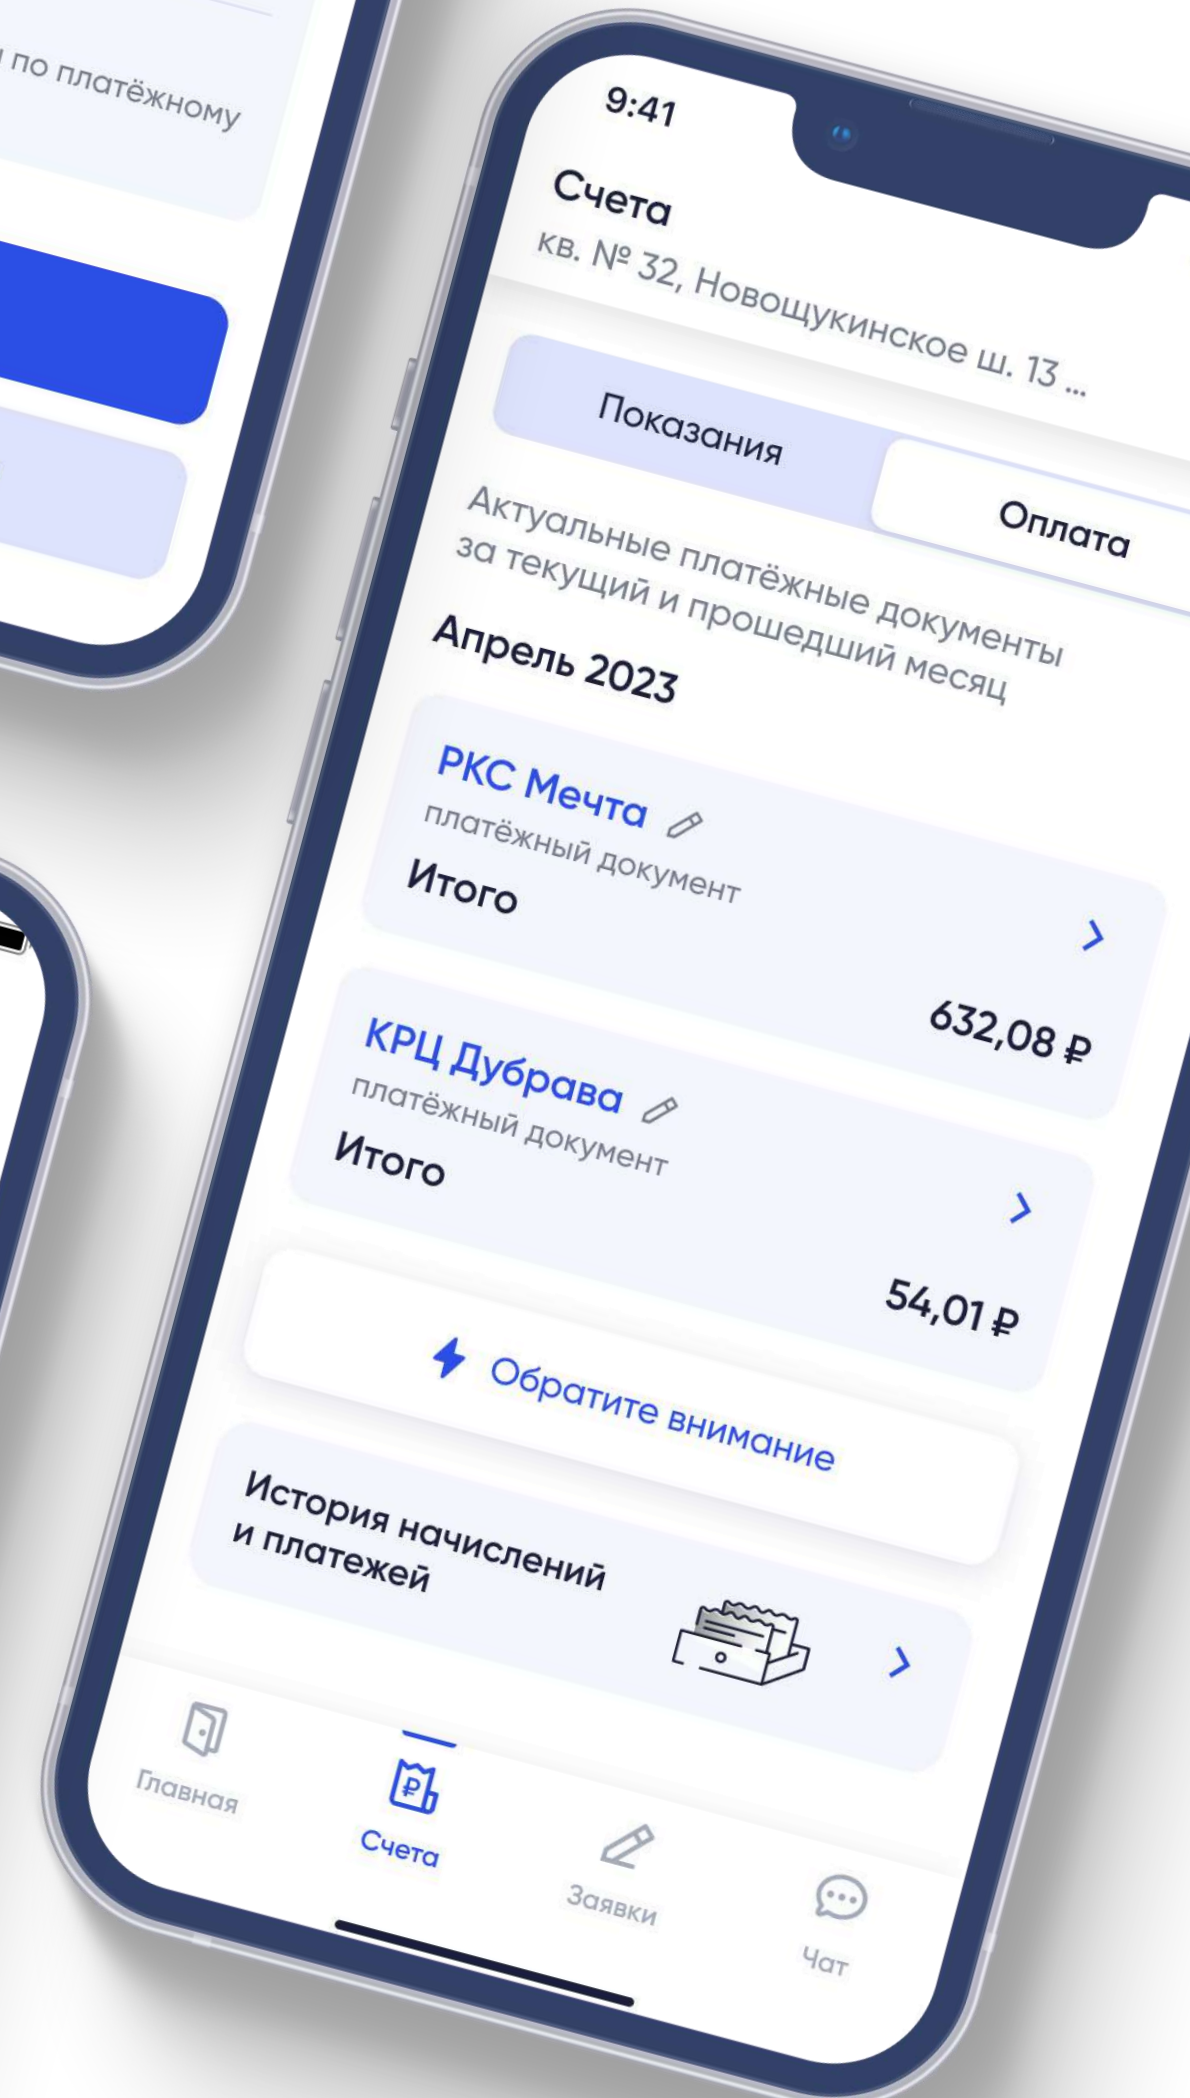 по платёжному
9:41
Счета
кв. № 32, Новощукинское ш. 13 ...
Показания
Оплата
Актуальные платёжные документы
за текущий и прошедший месяц
Апрель 2023
РКС Мечта
платёжный документ
Итого
632,08 ₽
КРЦ Дубрава
платёжный документ
Итого
54,01 ₽
Обратите внимание
История начислений
и платежей
Главная
Счета
Заявки
Чат